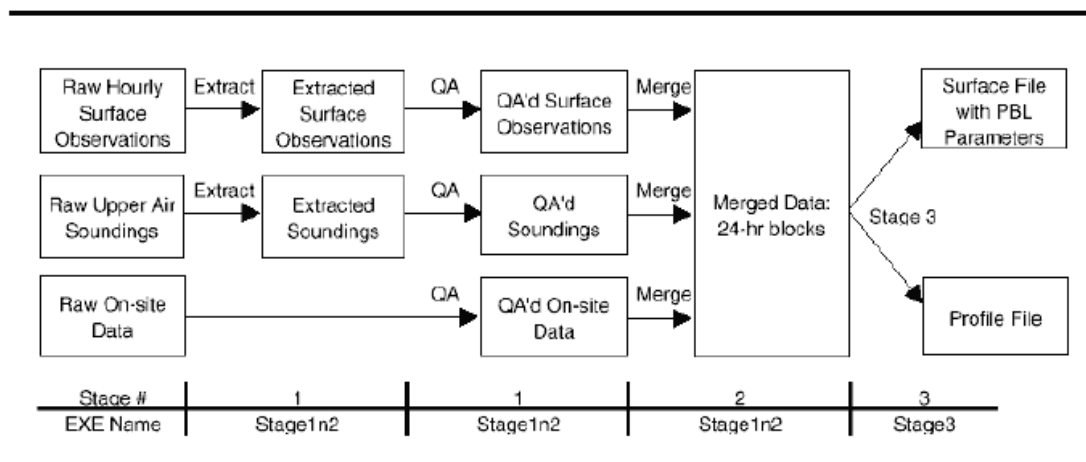 Raw Hourly
Surface
Observations
Extract
Extracted
Surface
Observations
QA
QA'd Surface
Observations
Merge
Raw Upper Air
Soundings
Extract
Extracted
Soundings
QA
QA'd
Soundings
Merge
Raw On-site
Data
QA
QA'd On-site
Data
Merge
Merged Data:
24-hr blocks
Stage 3
Surface File
with PBL
Parameters
Profile File
Stage # 1 1 2 3
EXE Name Stage1n2 Stage1n2 Stage1n2 Stage3